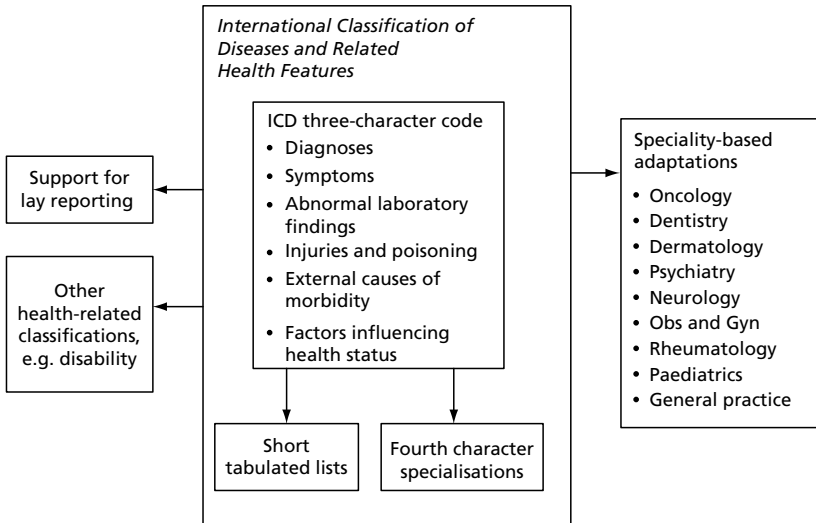 International Classification of
Diseases and Related
Health Features
ICD three-character code
• Diagnoses
• Symptoms
• Abnormal laboratory
findings
• Injuries and poisoning
• External causes of
morbidity
• Factors influencing
health status
Short
tabulated lists
Fourth character
specialisations
Support for
lay reporting
Other
health-related
classifications,
e.g. disability
Speciality-based
adaptations
• Oncology
• Dentistry
• Dermatology
• Psychiatry
• Neurology
• Obs and Gyn
• Rheumatology
• Paediatrics
• General practice